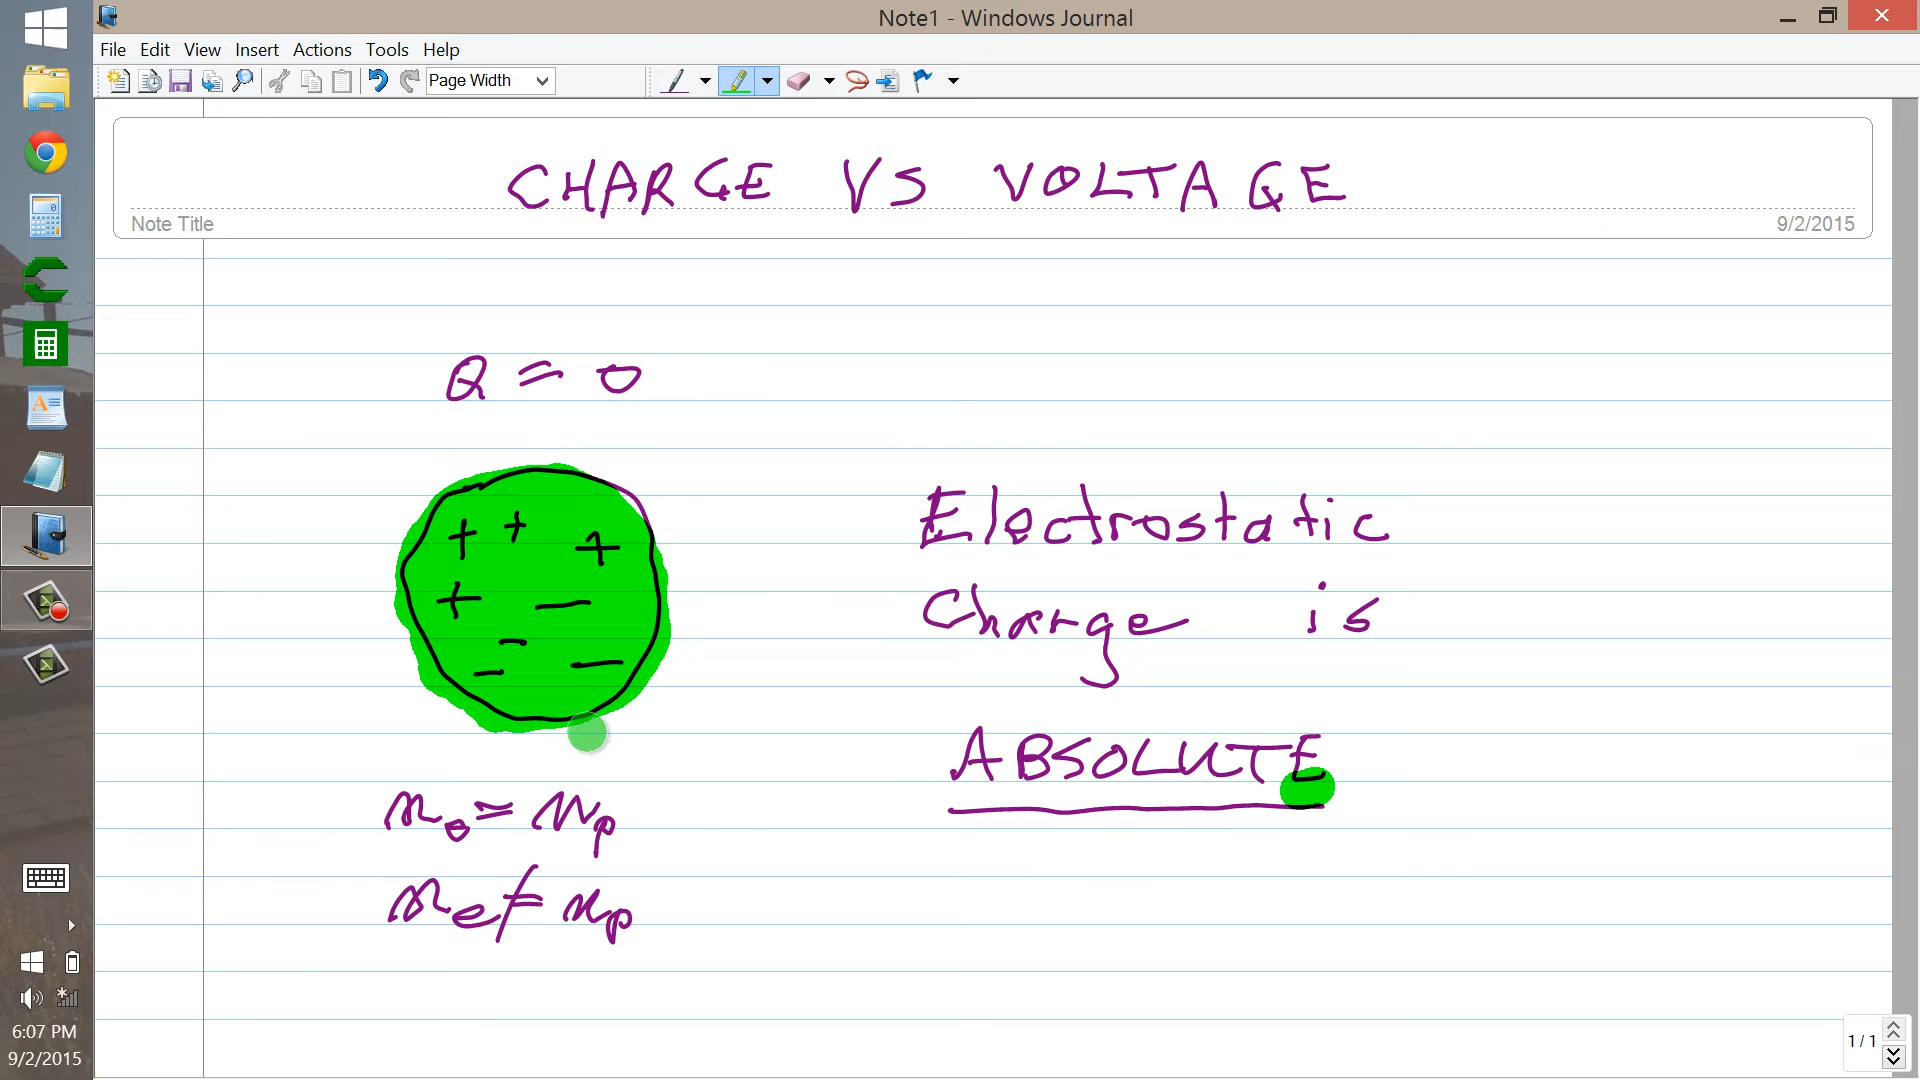 Note1 - Windows Journal
File Edit View Insert Actions Tools Help
Page Width
CHARGE VS VOLTAGE
Note Title
9/2/2015
Q = 0
+ + +
+ —
-
- —
Electrostatic
Charge is
ABSOLUTE
ne = np
ne ≠ np
6:07 PM
9/2/2015
1 / 1